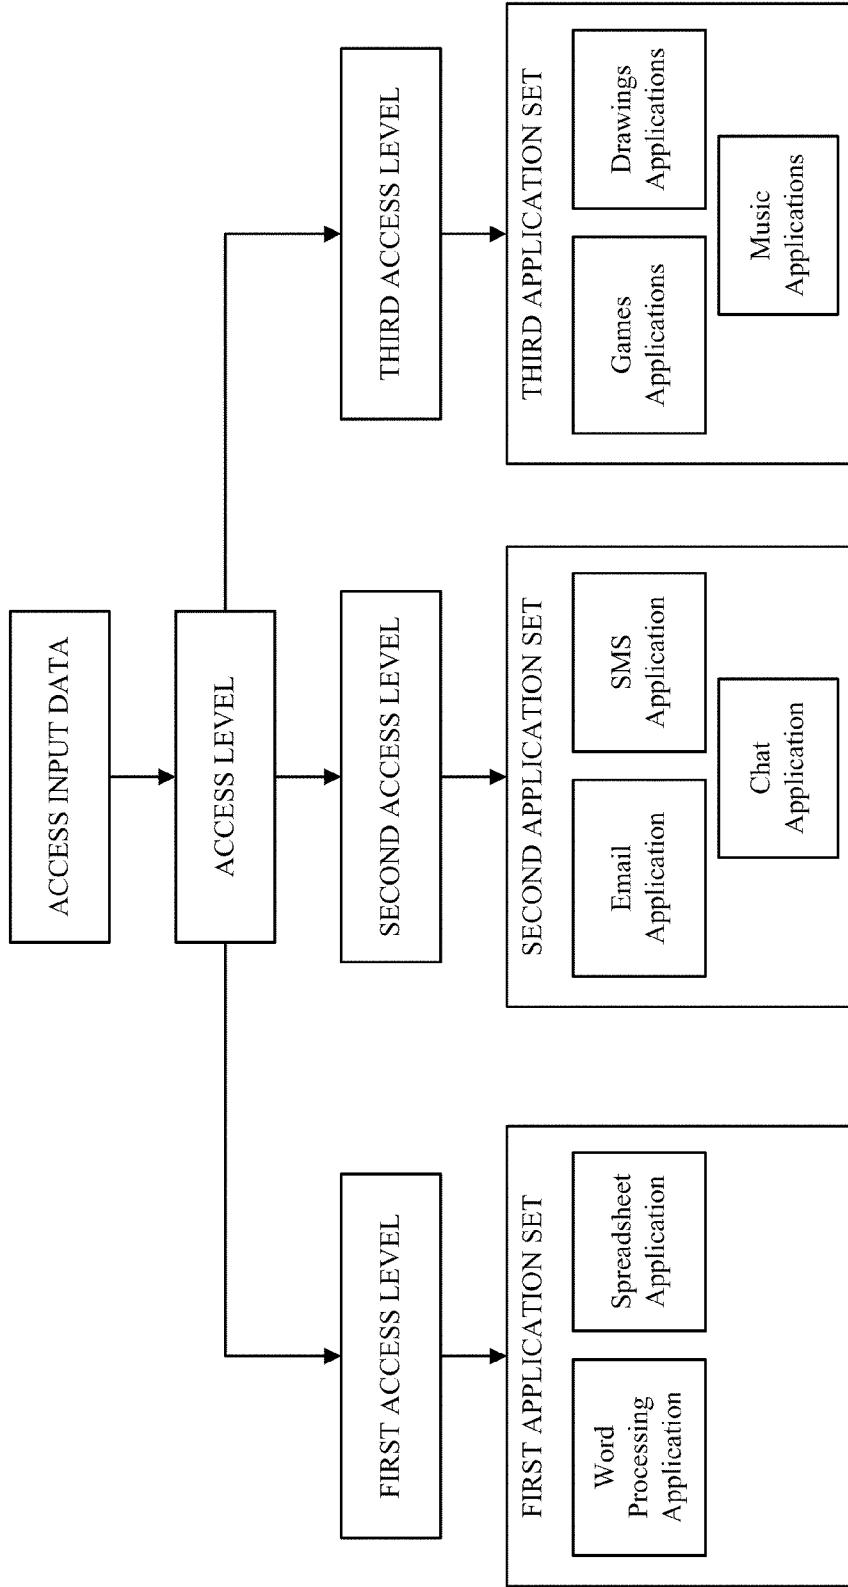 ACCESS INPUT DATA
ACCESS LEVEL
FIRST ACCESS LEVEL
SECOND ACCESS LEVEL
THIRD ACCESS LEVEL
FIRST APPLICATION SET
Word
Processing
Application
Spreadsheet
Application
SECOND APPLICATION SET
Email
Application
SMS
Application
Chat
Application
THIRD APPLICATION SET
Games
Applications
Drawings
Applications
Music
Applications